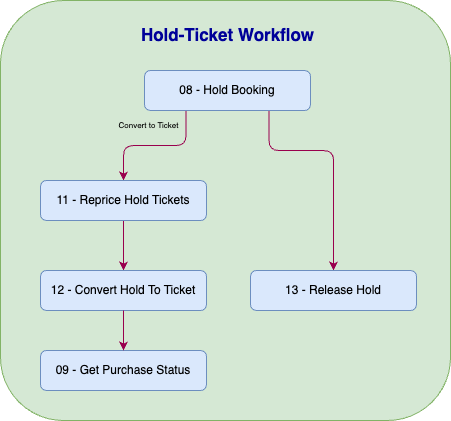 Hold-Ticket Workflow
08 - Hold Booking
Convert to Ticket
11 - Reprice Hold Tickets
12 - Convert Hold To Ticket
13 - Release Hold
09 - Get Purchase Status